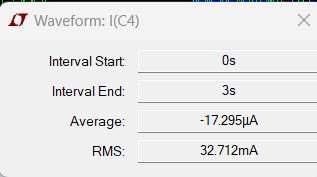 Waveform: I(C4)
Interval Start: 0s
Interval End: 3s
Average: -17.295µA
RMS: 32.712mA